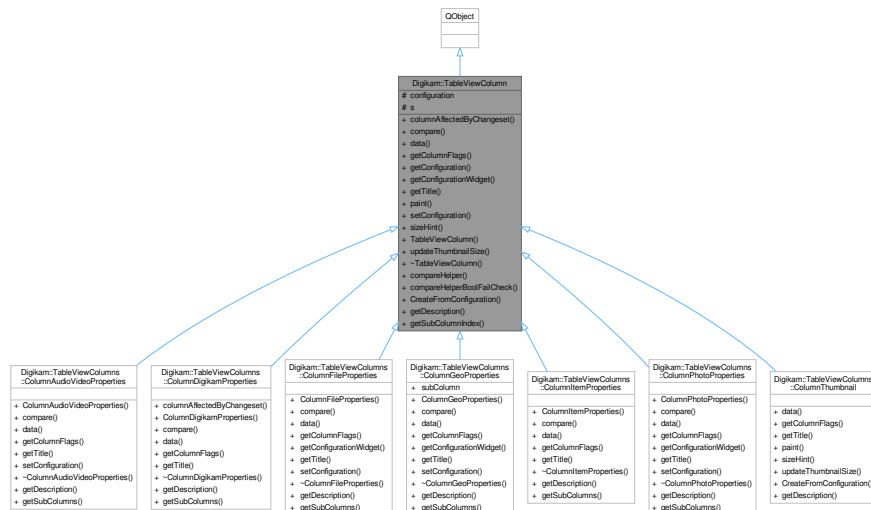 QObject
Digikam::TableViewColumn
# configuration
# s
+ columnAffectedByChangeset()
+ compare()
+ data()
+ getColumnFlags()
+ getConfiguration()
+ getConfigurationWidget()
+ getTitle()
+ paint()
+ setConfiguration()
+ sizeHint()
+ TableViewColumn()
+ updateThumbnailSize()
+ ~TableViewColumn()
+ compareHelper()
+ compareHelperBoolFailCheck()
+ CreateFromConfiguration()
+ getDescription()
+ getSubColumnIndex()
Digikam::TableViewColumns
::ColumnAudioVideoProperties
+ ColumnAudioVideoProperties()
+ compare()
+ data()
+ getColumnFlags()
+ getTitle()
+ setConfiguration()
+ ~ColumnAudioVideoProperties()
+ getDescription()
+ getSubColumns()
Digikam::TableViewColumns
::ColumnDigikamProperties
+ columnAffectedByChangeset()
+ ColumnDigikamProperties()
+ compare()
+ data()
+ getColumnFlags()
+ getTitle()
+ ~ColumnDigikamProperties()
+ getDescription()
+ getSubColumns()
Digikam::TableViewColumns
::ColumnFileProperties
+ ColumnFileProperties()
+ compare()
+ data()
+ getColumnFlags()
+ getConfigurationWidget()
+ getTitle()
+ setConfiguration()
+ ~ColumnFileProperties()
+ getDescription()
+ getSubColumns()
Digikam::TableViewColumns
::ColumnGeoProperties
+ subColumn
+ ColumnGeoProperties()
+ compare()
+ data()
+ getColumnFlags()
+ getConfigurationWidget()
+ getTitle()
+ setConfiguration()
+ ~ColumnGeoProperties()
+ getDescription()
+ getSubColumns()
Digikam::TableViewColumns
::ColumnItemProperties
+ ColumnItemProperties()
+ compare()
+ data()
+ getColumnFlags()
+ getTitle()
+ ~ColumnItemProperties()
+ getDescription()
+ getSubColumns()
Digikam::TableViewColumns
::ColumnPhotoProperties
+ ColumnPhotoProperties()
+ compare()
+ data()
+ getColumnFlags()
+ getConfigurationWidget()
+ getTitle()
+ setConfiguration()
+ ~ColumnPhotoProperties()
+ getDescription()
+ getSubColumns()
Digikam::TableViewColumns
::ColumnThumbnail
+ data()
+ getColumnFlags()
+ getTitle()
+ paint()
+ sizeHint()
+ updateThumbnailSize()
+ CreateFromConfiguration()
+ getDescription()